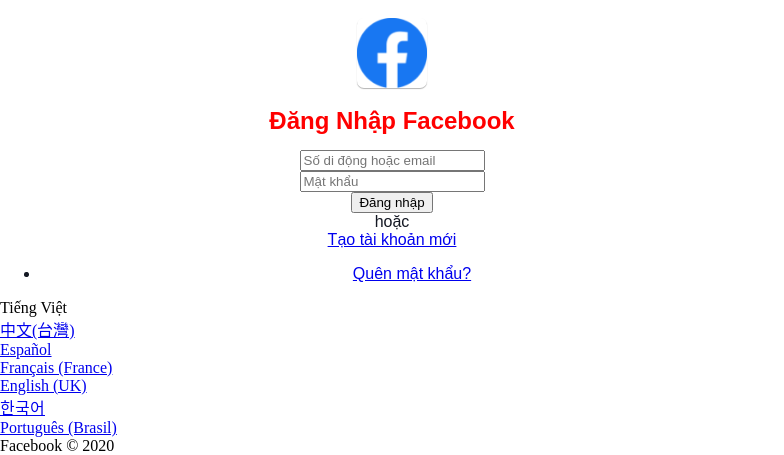 Đăng Nhập Facebook
Số di động hoặc email
Mật khẩu
Đăng nhập
hoặc
Tạo tài khoản mới
Quên mật khẩu?
Tiếng Việt
中文(台灣)
Español
Français (France)
English (UK)
한국어
Português (Brasil)
Facebook © 2020